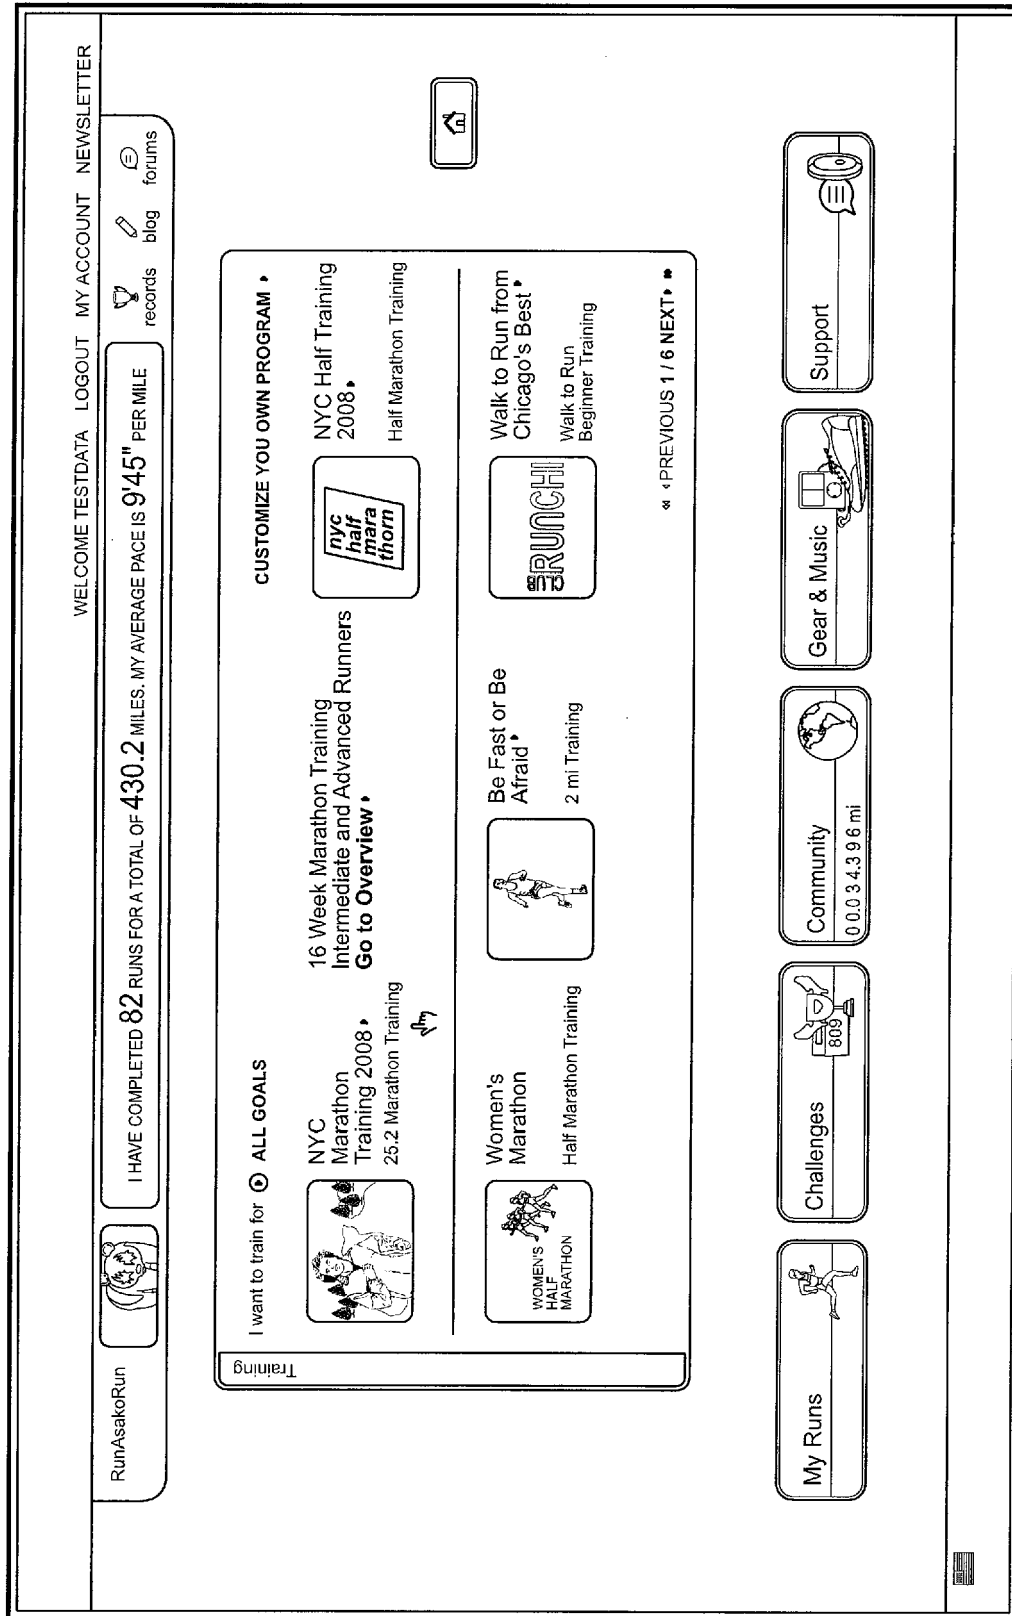 WELCOME TESTDATA LOGOUT MY ACCOUNT NEWSLETTER
RunAsakoRun
I HAVE COMPLETED 82 RUNS FOR A TOTAL OF 430.2 MILES. MY AVERAGE PACE IS 9'45" PER MILE
records
blog
forums
Training
I want to train for ALL GOALS
CUSTOMIZE YOU OWN PROGRAM
NYC
Marathon
Training 2008
25.2 Marathon Training
16 Week Marathon Training
Intermediate and Advanced Runners
Go to Overview
nyc
half
mara
thorn
NYC Half Training
2008
Half Marathon Training
WOMEN'S
HALF
MARATHON
Women's
Marathon
Half Marathon Training
Be Fast or Be
Afraid
2 mi Training
CLUB RUNCHI
Walk to Run from
Chicago's Best
Walk to Run
Beginner Training
PREVIOUS 1 / 6 NEXT
My Runs
Challenges
809
Community
0 0.0 3 4.3 9 6 mi
Gear & Music
Support